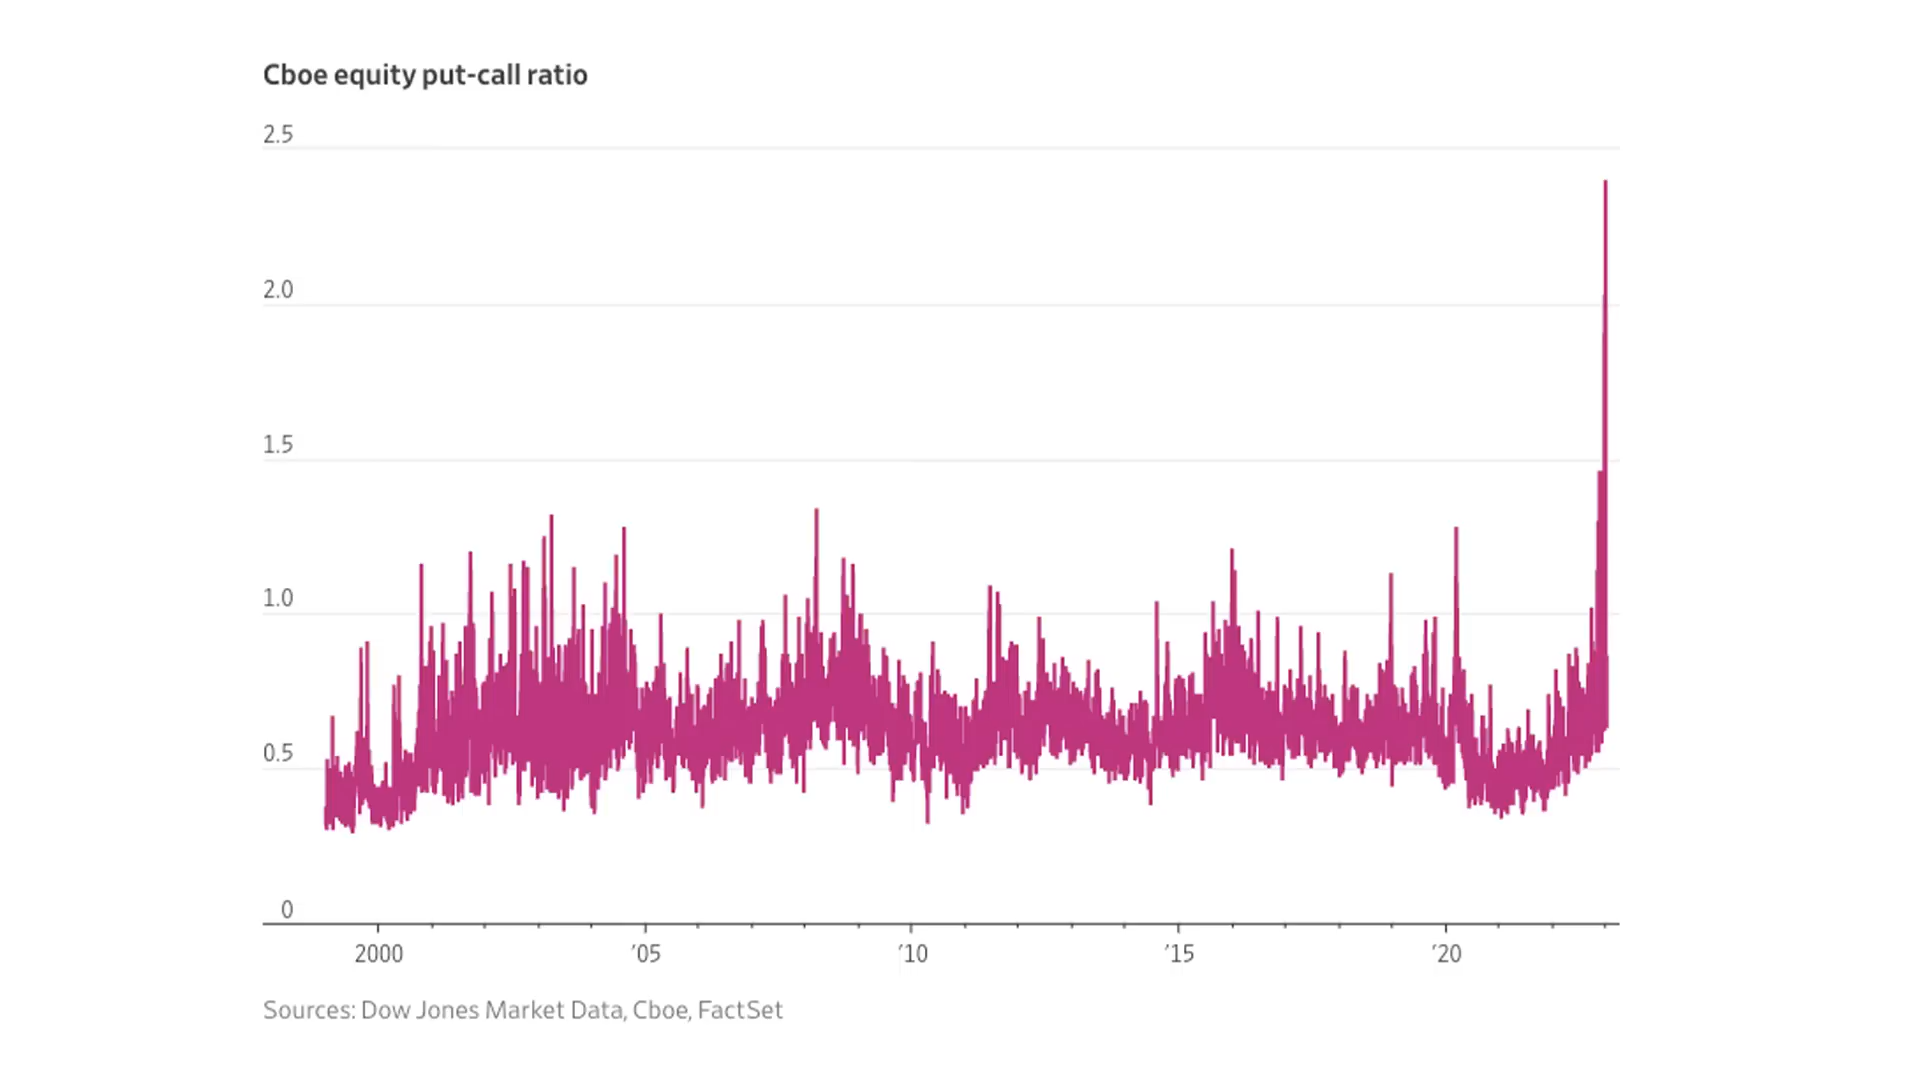 Cboe equity put-call ratio
2.5
2.0
1.5
1.0
0.5
0
2000 ’05 ’10 ’15 ’20
Sources: Dow Jones Market Data, Cboe, FactSet